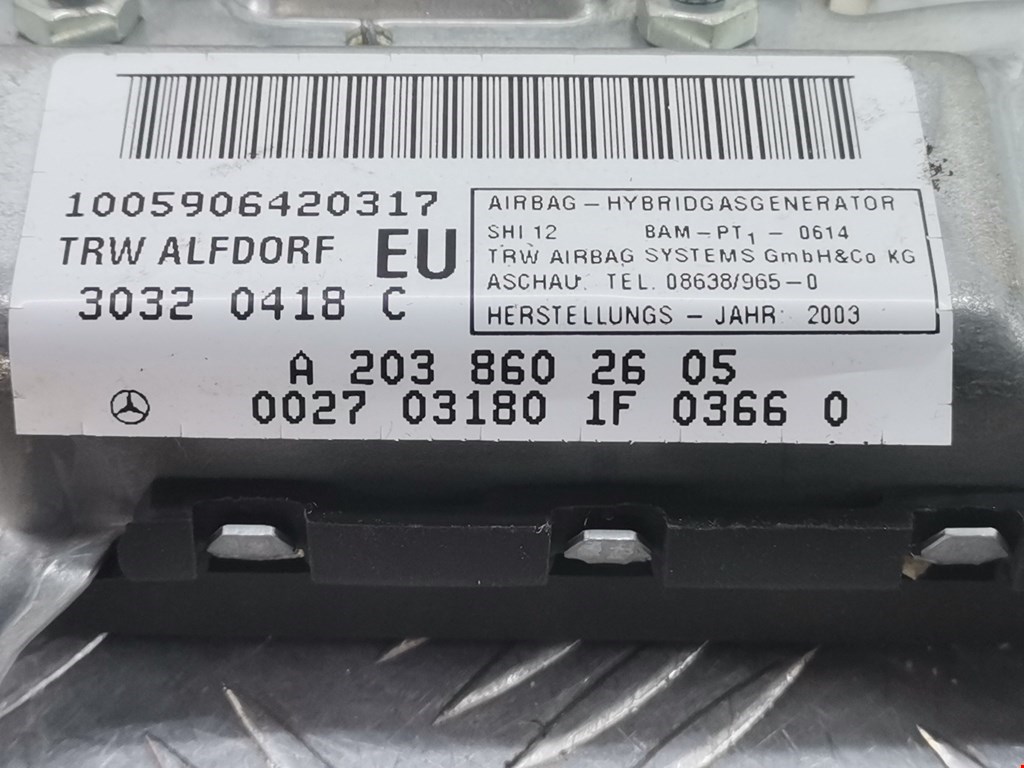 1005906420317
TRW ALFDORF EU
3032 0418 C
AIRBAG – HYBRIDGASGENERATOR
SHI 12 BAM – PT1 – 0614
TRW AIRBAG SYSTEMS GmbH&Co KG
ASCHAU. TEL. 08638/965–0
HERSTELLUNGS – JAHR: 2003
A 203 860 26 05
0027 03180 1F 0366 0